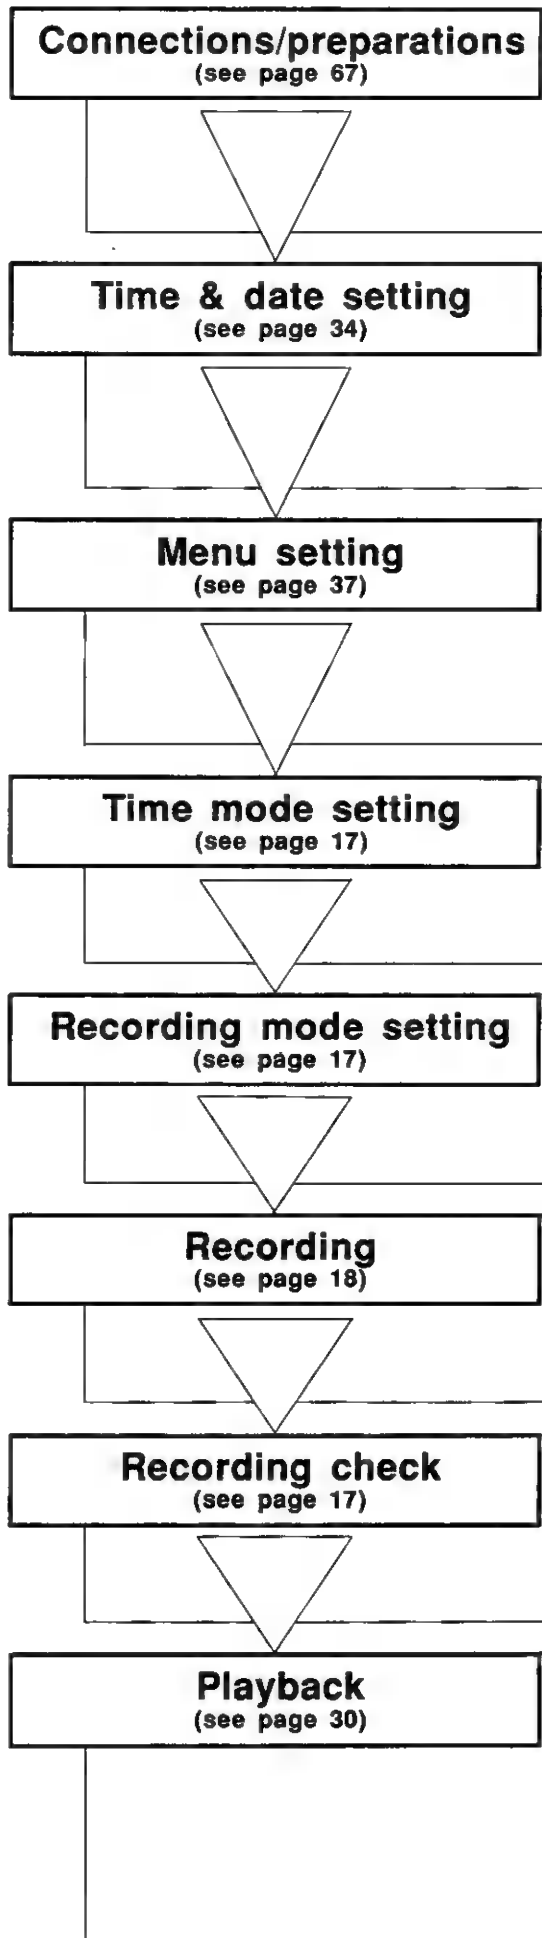 Connections/preparations
(see page 67)
Time & date setting
(see page 34)
Menu setting
(see page 37)
Time mode setting
(see page 17)
Recording mode setting
(see page 17)
Recording
(see page 18)
Recording check
(see page 17)
Playback
(see page 30)